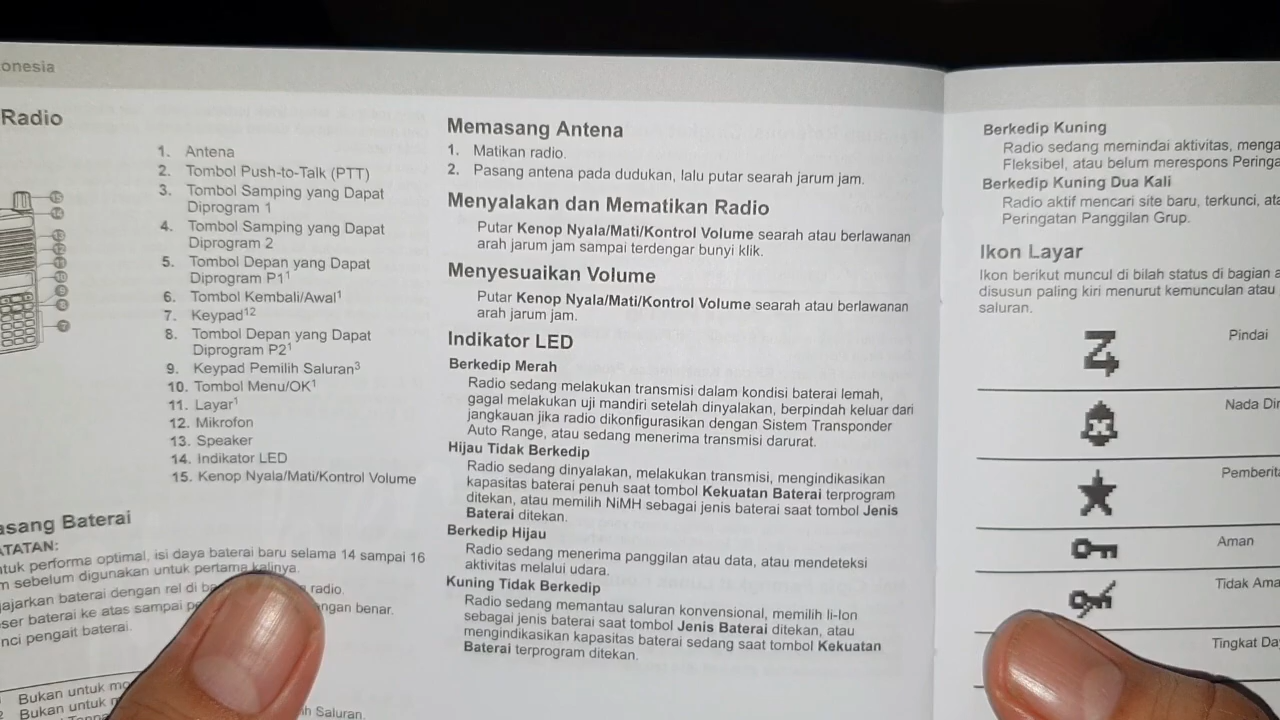 Radio
1. Antena
2. Tombol Push-to-Talk (PTT)
3. Tombol Samping yang Dapat
Diprogram 1
4. Tombol Samping yang Dapat
Diprogram 2
5. Tombol Depan yang Dapat
Diprogram P1¹
6. Tombol Kembali/Awal¹
7. Keypad¹²
8. Tombol Depan yang Dapat
Diprogram P2¹
9. Keypad Pemilih Saluran³
10. Tombol Menu/OK¹
11. Layar¹
12. Mikrofon
13. Speaker
14. Indikator LED
15. Kenop Nyala/Mati/Kontrol Volume
Baterai
performa optimal, isi daya baterai baru selama 14 sampai 16
sebelum digunakan untuk pertama kalinya.
baterai dengan rel di radio.
baterai ke atas sampai benar.
pengait baterai.
Bukan untuk
Bukan untuk
Saluran.
Memasang Antena
1. Matikan radio.
2. Pasang antena pada dudukan, lalu putar searah jarum jam.
Menyalakan dan Mematikan Radio
Putar Kenop Nyala/Mati/Kontrol Volume searah atau berlawanan
arah jarum jam sampai terdengar bunyi klik.
Menyesuaikan Volume
Putar Kenop Nyala/Mati/Kontrol Volume searah atau berlawanan
arah jarum jam.
Indikator LED
Berkedip Merah
Radio sedang melakukan transmisi dalam kondisi baterai lemah,
gagal melakukan uji mandiri setelah dinyalakan, berpindah keluar dari
jangkauan jika radio dikonfigurasikan dengan Sistem Transponder
Auto Range, atau sedang menerima transmisi darurat.
Hijau Tidak Berkedip
Radio sedang dinyalakan, melakukan transmisi, mengindikasikan
kapasitas baterai penuh saat tombol Kekuatan Baterai terprogram
ditekan, atau memilih NiMH sebagai jenis baterai saat tombol Jenis
Baterai ditekan.
Berkedip Hijau
Radio sedang menerima panggilan atau data, atau mendeteksi
aktivitas melalui udara.
Kuning Tidak Berkedip
Radio sedang memantau saluran konvensional, memilih li-Ion
sebagai jenis baterai saat tombol Jenis Baterai ditekan, atau
mengindikasikan kapasitas baterai sedang saat tombol Kekuatan
Baterai terprogram ditekan.
Berkedip Kuning
Radio sedang memindai aktivitas,
Fleksibel, atau belum merespons
Berkedip Kuning Dua Kali
Radio aktif mencari site baru, terkunci,
Peringatan Panggilan Grup.
Ikon Layar
Ikon berikut muncul di bilah status di bagian
disusun paling kiri menurut kemunculan atau
saluran.
Pindai
Nada
Aman
Tidak
Tingkat